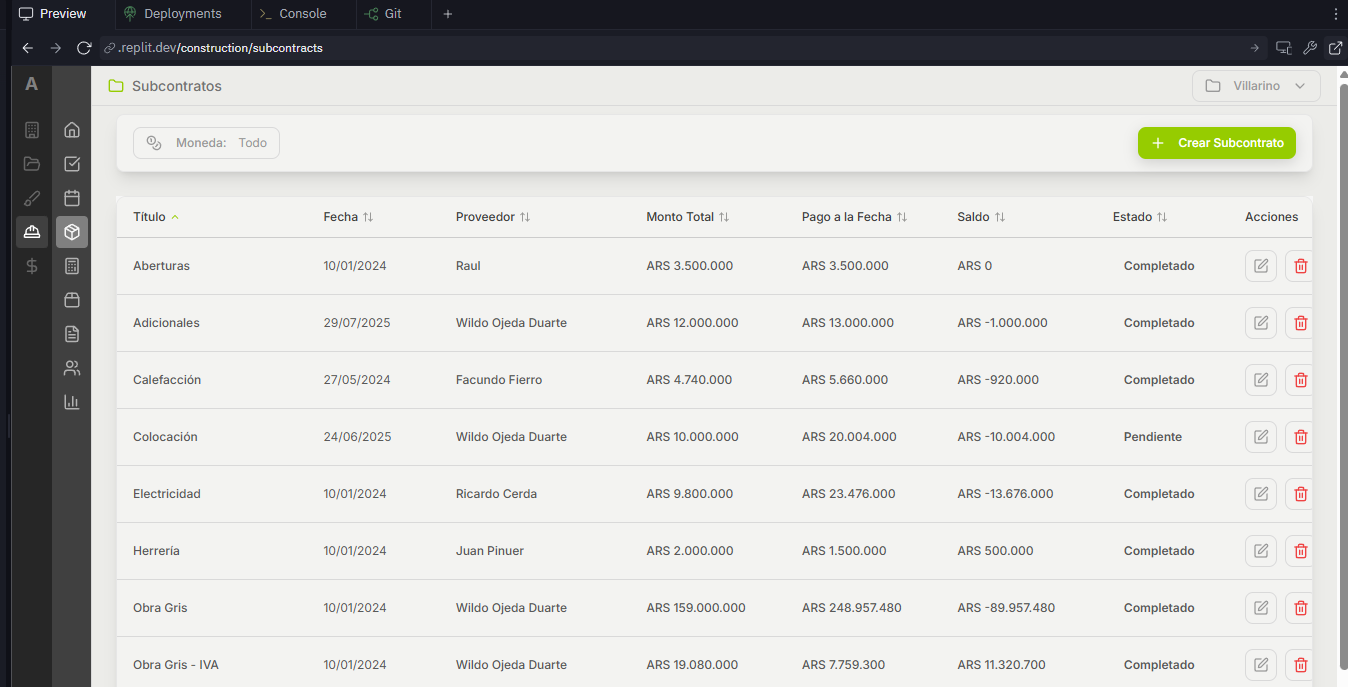 Preview Deployments >_ Console Git +
.replit.dev/construction/subcontracts
A
Subcontratos Villarino
Moneda: Todo + Crear Subcontrato
Título Fecha Proveedor Monto Total Pago a la Fecha Saldo Estado Acciones
Aberturas 10/01/2024 Raul ARS 3.500.000 ARS 3.500.000 ARS 0 Completado
Adicionales 29/07/2025 Wildo Ojeda Duarte ARS 12.000.000 ARS 13.000.000 ARS -1.000.000 Completado
Calefacción 27/05/2024 Facundo Fierro ARS 4.740.000 ARS 5.660.000 ARS -920.000 Completado
Colocación 24/06/2025 Wildo Ojeda Duarte ARS 10.000.000 ARS 20.004.000 ARS -10.004.000 Pendiente
Electricidad 10/01/2024 Ricardo Cerda ARS 9.800.000 ARS 23.476.000 ARS -13.676.000 Completado
Herrería 10/01/2024 Juan Pinuer ARS 2.000.000 ARS 1.500.000 ARS 500.000 Completado
Obra Gris 10/01/2024 Wildo Ojeda Duarte ARS 159.000.000 ARS 248.957.480 ARS -89.957.480 Completado
Obra Gris - IVA 10/01/2024 Wildo Ojeda Duarte ARS 19.080.000 ARS 7.759.300 ARS 11.320.700 Completado